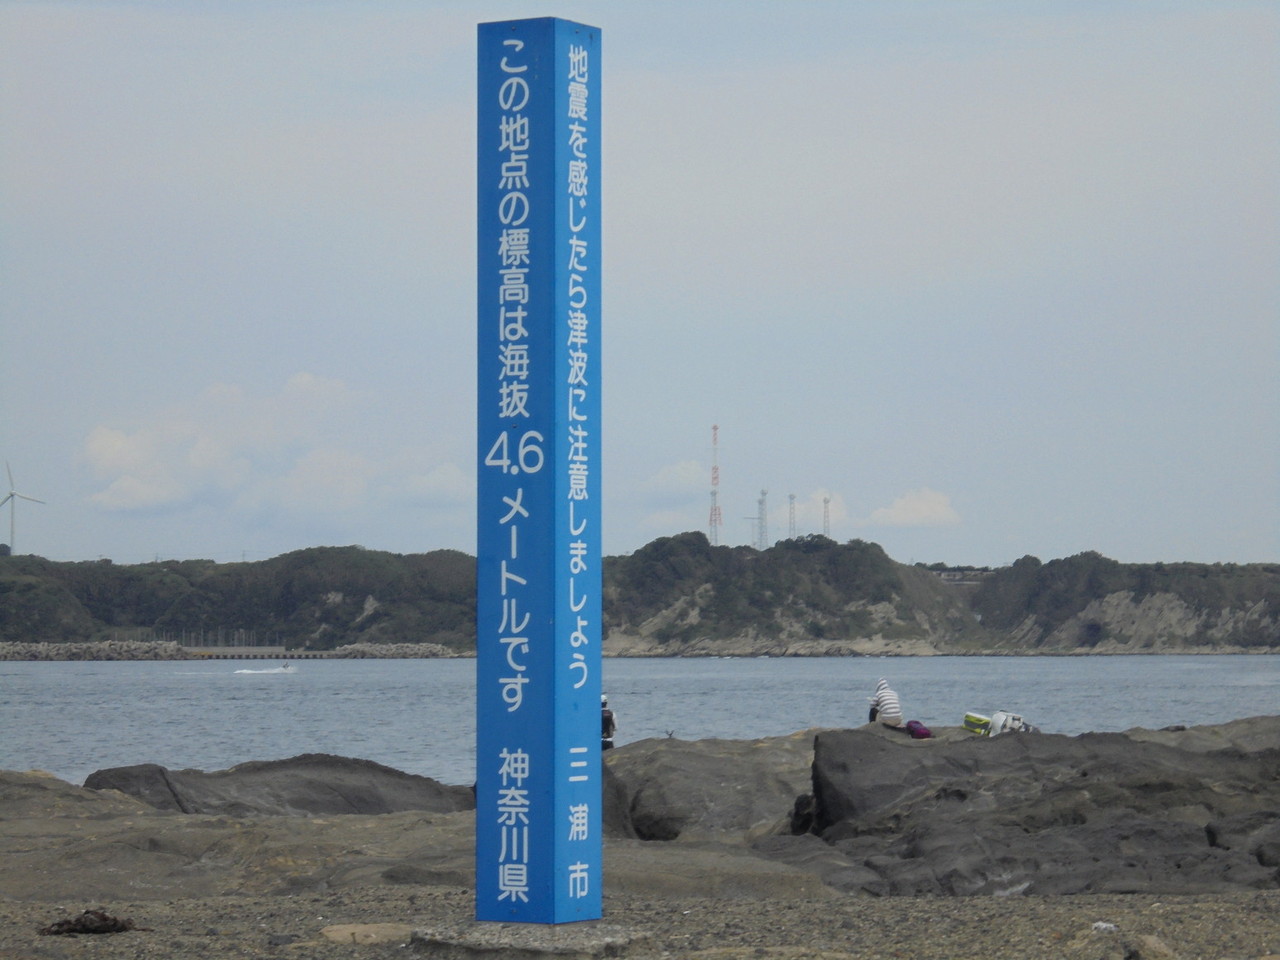 この地点の標高は海抜4.6メートルです 神奈川県
地震を感じたら津波に注意しましょう 三浦市